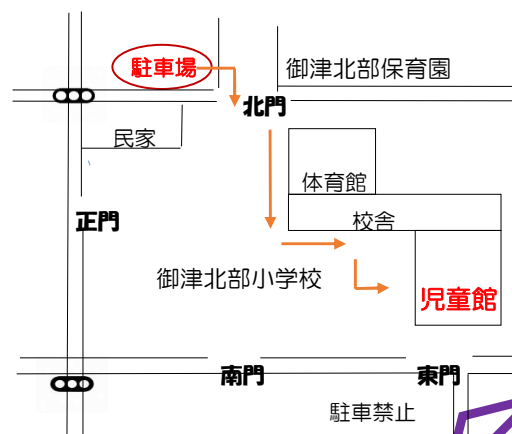 駐車場
御津北部保育園
北門
民家
体育館
校舎
正門
御津北部小学校
児童館
南門
東門
駐車禁止